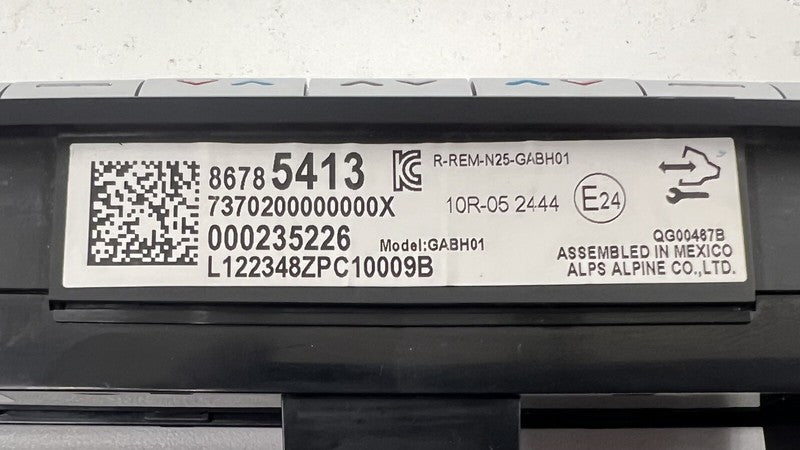 8678 5413
7370200000000X
000235226
L122348ZPC10009B
Model:GABH01
R-REM-N25-GABH01
10R-05 2444
E24
QG00467B
ASSEMBLED IN MEXICO
ALPS ALPINE CO.,LTD.